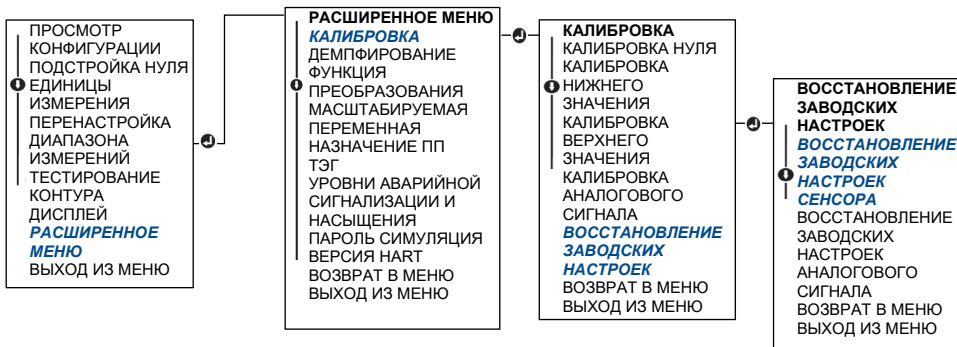 ПРОСМОТР
КОНФИГУРАЦИИ
ПОДСТРОЙКА НУЛЯ
ЕДИНИЦЫ
ИЗМЕРЕНИЯ
ПЕРЕНАСТРОЙКА
ДИАПАЗОНА
ИЗМЕРЕНИЙ
ТЕСТИРОВАНИЕ
КОНТУРА
ДИСПЛЕЙ
РАСШИРЕННОЕ
МЕНЮ
ВЫХОД ИЗ МЕНЮ
РАСШИРЕННОЕ МЕНЮ
КАЛИБРОВКА
ДЕМПФИРОВАНИЕ
ФУНКЦИЯ
ПРЕОБРАЗОВАНИЯ
МАСШТАБИРУЕМАЯ
ПЕРЕМЕННАЯ
НАЗНАЧЕНИЕ ПП
ТЭГ
УРОВНИ АВАРИЙНОЙ
СИГНАЛИЗАЦИИ И
НАСЫЩЕНИЯ
ПАРОЛЬ СИМУЛЯЦИЯ
ВЕРСИЯ HART
ВОЗВРАТ В МЕНЮ
ВЫХОД ИЗ МЕНЮ
КАЛИБРОВКА
КАЛИБРОВКА НУЛЯ
КАЛИБРОВКА
НИЖНЕГО
ЗНАЧЕНИЯ
КАЛИБРОВКА
ВЕРХНЕГО
ЗНАЧЕНИЯ
КАЛИБРОВКА
АНАЛОГОВОГО
СИГНАЛА
ВОССТАНОВЛЕНИЕ
ЗАВОДСКИХ
НАСТРОЕК
ВОЗВРАТ В МЕНЮ
ВЫХОД ИЗ МЕНЮ
ВОССТАНОВЛЕНИЕ
ЗАВОДСКИХ
НАСТРОЕК
ВОССТАНОВЛЕНИЕ
ЗАВОДСКИХ
НАСТРОЕК
СЕНСОРА
ВОССТАНОВЛЕНИЕ
ЗАВОДСКИХ
НАСТРОЕК
АНАЛОГОВОГО
СИГНАЛА
ВОЗВРАТ В МЕНЮ
ВЫХОД ИЗ МЕНЮ